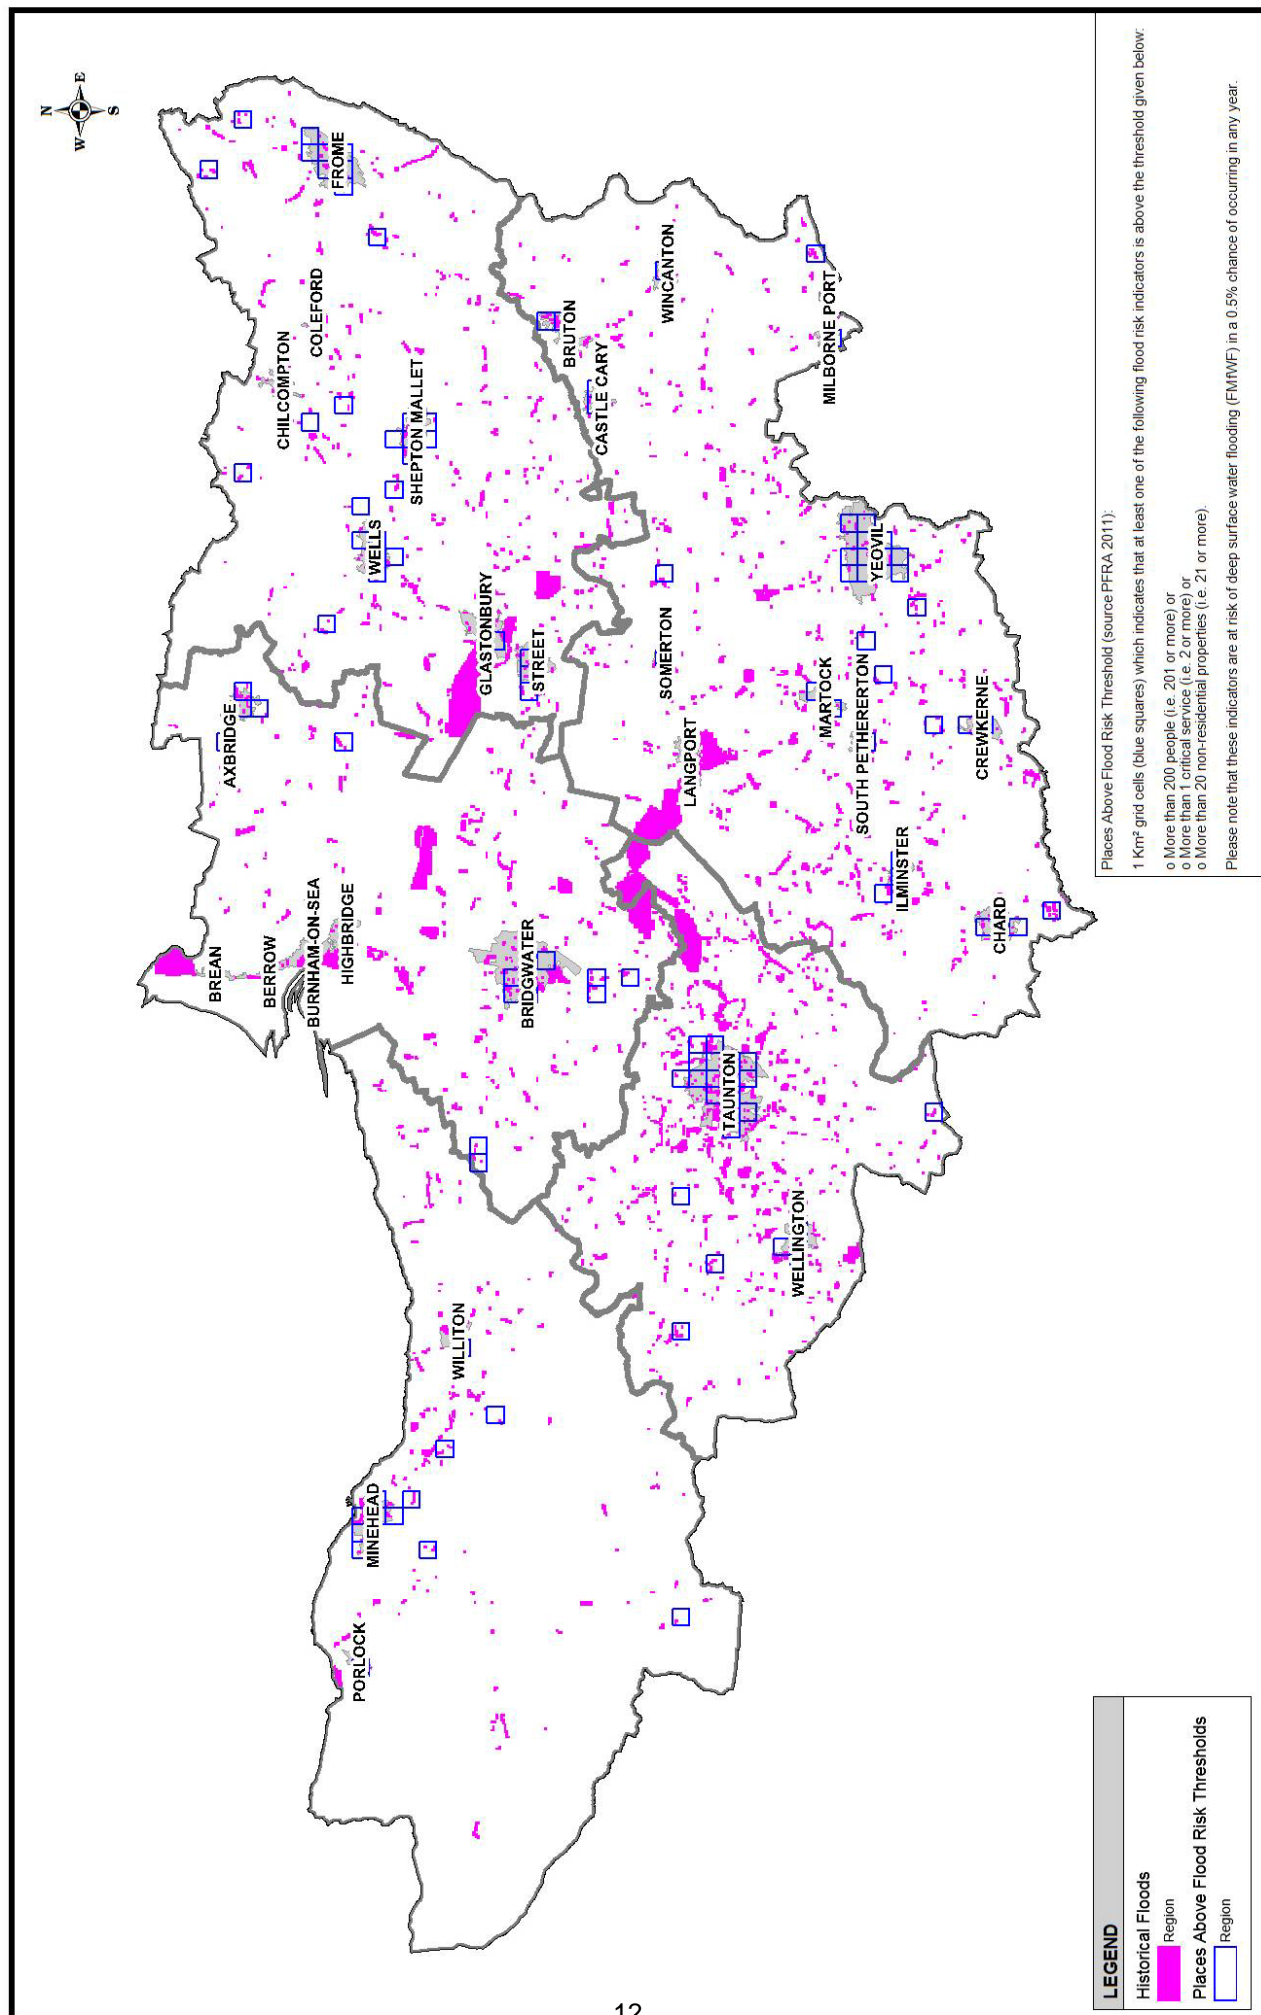 N
W
E
S
BREAN
BERROW
BURNHAM-ON-SEA
HIGHBRIDGE
AXBRIDGE
CHILCOMPTON
COLEFORD
FROME
PORLOCK
MINEHEAD
WILLITON
WELLS
SHEPTON MALLET
GLASTONBURY
STREET
BRIDGWATER
BRUTON
CASTLE CARY
WINCANTON
SOMERTON
LANGPORT
TAUNTON
WELLINGTON
MARTOCK
SOUTH PETHERERTON
YEOVIL
MILBORNE PORT
ILMINSTER
CREWKERNE
CHARD
LEGEND
Historical Floods
Region
Places Above Flood Risk Thresholds
Region
Places Above Flood Risk Threshold (source PFRA 2011):
1 Km² grid cells (blue squares) which indicates that at least one of the following flood risk indicators is above the threshold given below:
o More than 200 people (i.e. 201 or more) or
o More than 1 critical service (i.e. 2 or more) or
o More than 20 non-residential properties (i.e. 21 or more).
Please note that these indicators are at risk of deep surface water flooding (FMfWF) in a 0.5% chance of occurring in any year.
12